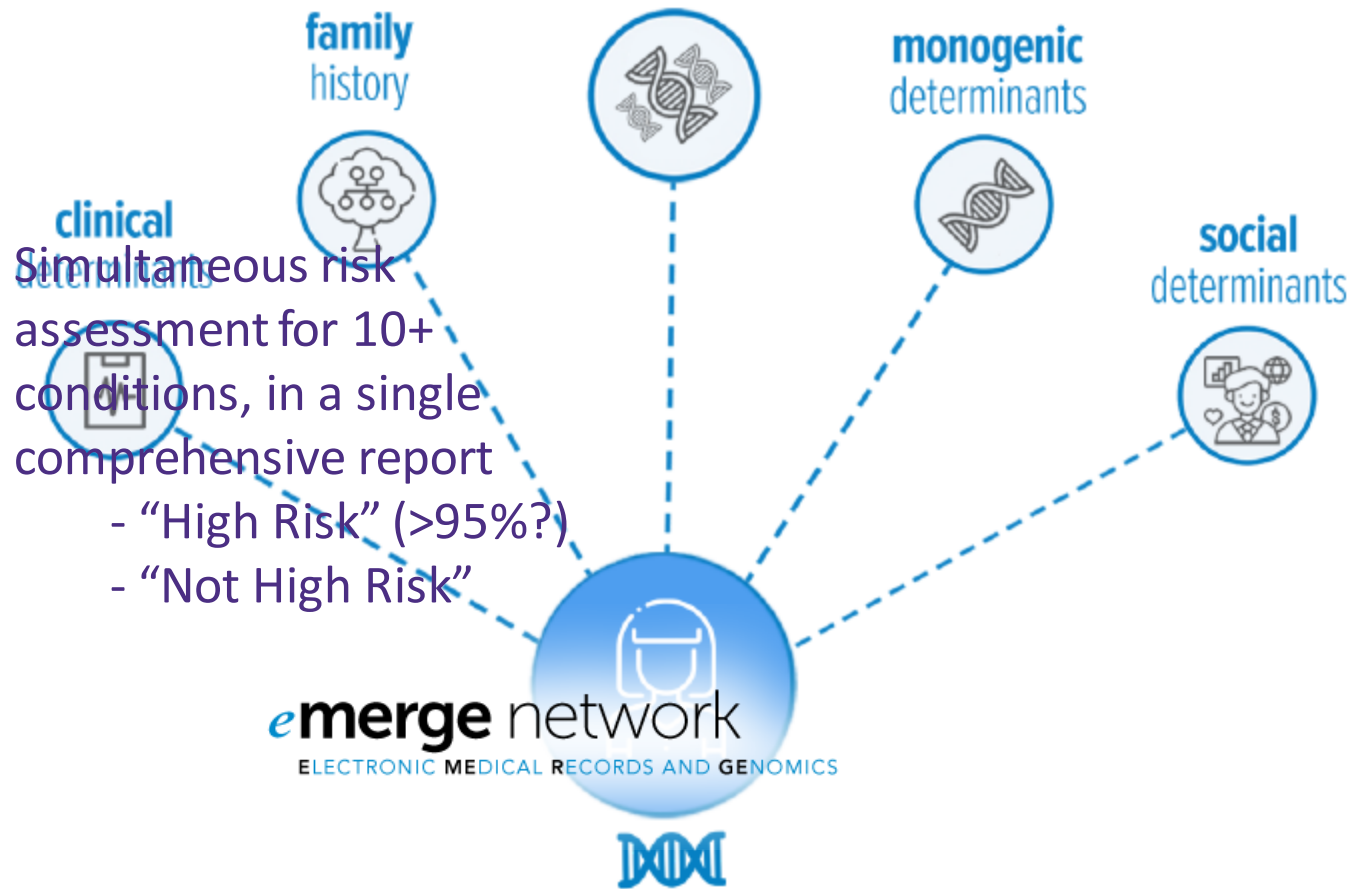 family
history
monogenic
determinants
clinical
determinants
social
determinants
Simultaneous risk
assessment for 10+
conditions, in a single
comprehensive report
- “High Risk” (>95%?)
- “Not High Risk”
emerge network
ELECTRONIC MEDICAL RECORDS AND GENOMICS